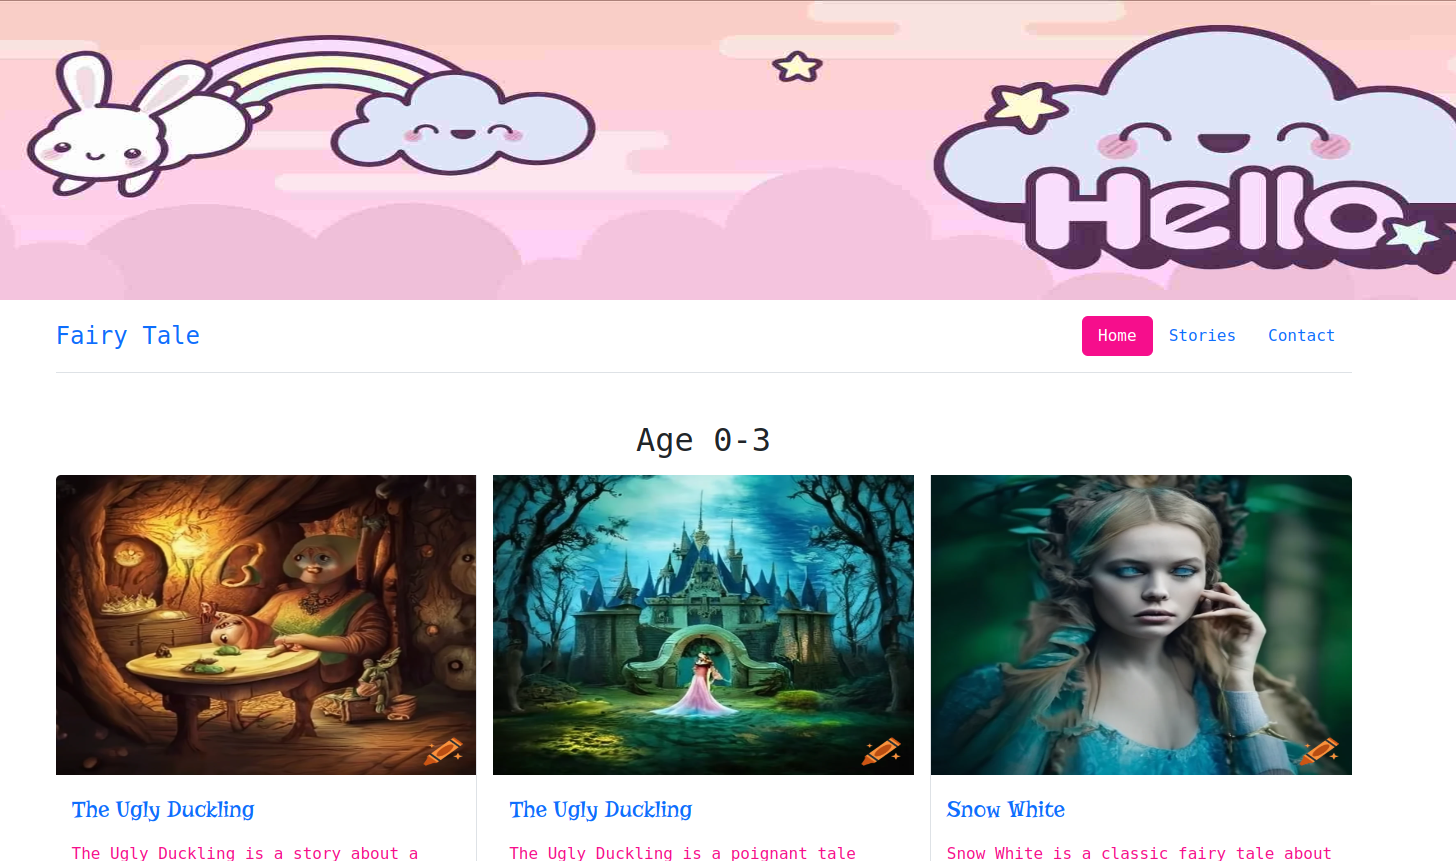 Hello
Fairy Tale
Home Stories Contact
Age 0-3
The Ugly Duckling
The Ugly Duckling
Snow White
The Ugly Duckling is a story about a
The Ugly Duckling is a poignant tale
Snow White is a classic fairy tale about